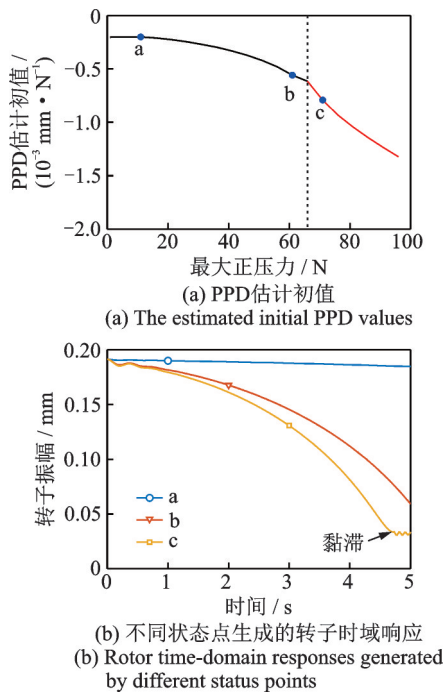 PPD估计初值 /
(10⁻³ mm·N⁻¹)
0
−0.5
−1.0
−1.5
−2.0
a
b
c
0 20 40 60 80 100
最大正压力 / N
(a) PPD估计初值
(a) The estimated initial PPD values
转子振幅 / mm
0.20
0.15
0.10
0.05
0
a
b
c
黏滞
0 1 2 3 4 5
时间 / s
(b) 不同状态点生成的转子时域响应
(b) Rotor time-domain responses generated
by different status points